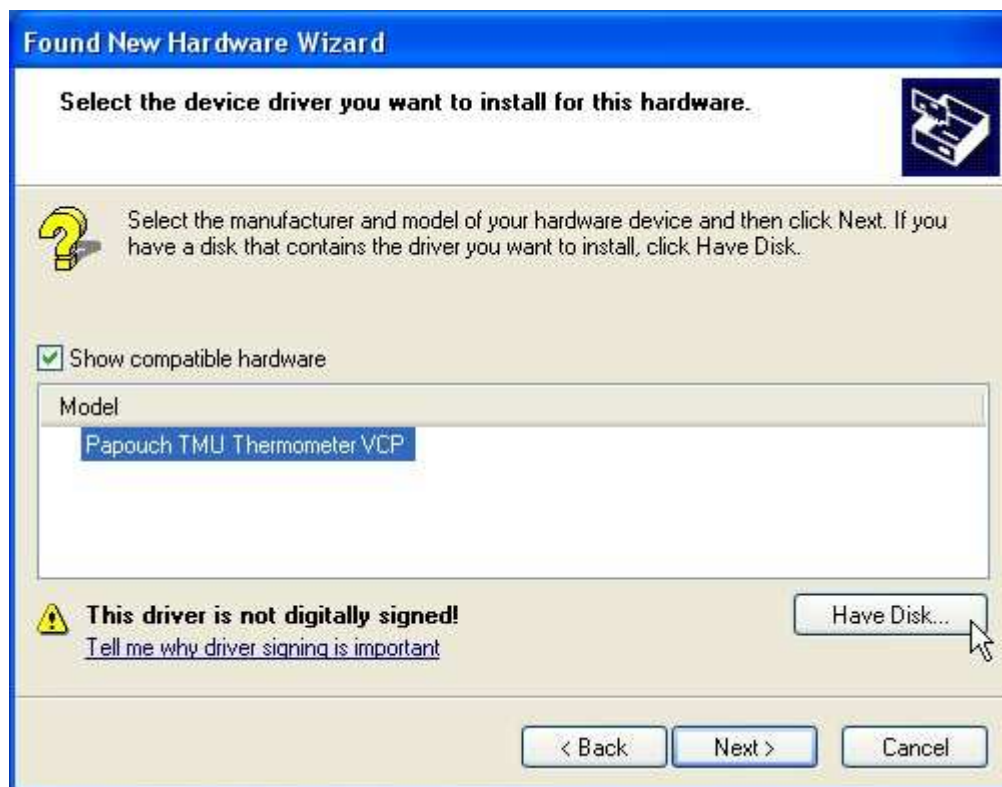 Found New Hardware Wizard
Select the device driver you want to install for this hardware.
Select the manufacturer and model of your hardware device and then click Next. If you
have a disk that contains the driver you want to install, click Have Disk.
Show compatible hardware
Model
Papouch TMU Thermometer VCP
This driver is not digitally signed!
Have Disk...
Tell me why driver signing is important
< Back
Next >
Cancel